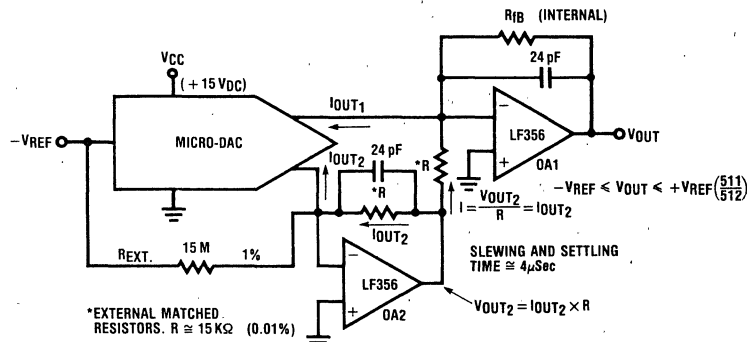 RfB (INTERNAL)
24 pF
VCC
(+15 VDC)
IOUT1
−VREF
MICRO-DAC
−
LF356
+
OA1
VOUT
IOUT2
24 pF
*R
*R
−VREF ≤ VOUT ≤ +VREF(511/512)
I = VOUT2/R = IOUT2
IOUT2
REXT. 15 M 1%
SLEWING AND SETTLING
TIME ≅ 4μSec
−
LF356
+
OA2
VOUT2 = IOUT2 × R
*EXTERNAL MATCHED
RESISTORS. R ≅ 15 KΩ (0.01%)